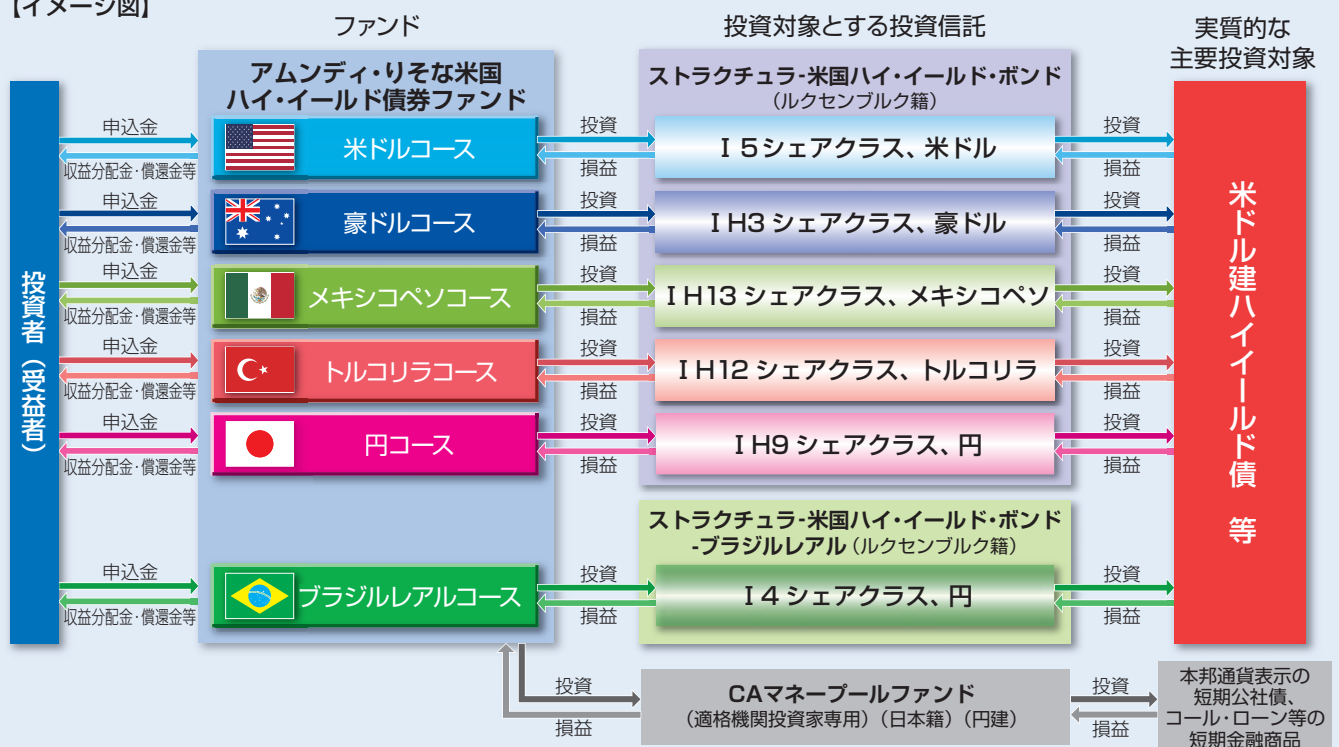 【イメージ図】
ファンド
投資対象とする投資信託
実質的な
主要投資対象
投資者（受益者）
アムンディ・りそな米国
ハイ・イールド債券ファンド
ストラクチュラ-米国ハイ・イールド・ボンド
（ルクセンブルク籍）
申込金
収益分配金・償還金等
米ドルコース
投資
損益
I 5シェアクラス、米ドル
投資
損益
申込金
収益分配金・償還金等
豪ドルコース
投資
損益
I H3 シェアクラス、豪ドル
投資
損益
申込金
収益分配金・償還金等
メキシコペソコース
投資
損益
I H13 シェアクラス、メキシコペソ
投資
損益
申込金
収益分配金・償還金等
トルコリラコース
投資
損益
I H12 シェアクラス、トルコリラ
投資
損益
申込金
収益分配金・償還金等
円コース
投資
損益
I H9 シェアクラス、円
投資
損益
ストラクチュラ-米国ハイ・イールド・ボンド
-ブラジルレアル（ルクセンブルク籍）
申込金
収益分配金・償還金等
ブラジルレアルコース
投資
損益
I 4 シェアクラス、円
投資
損益
米ドル建ハイイールド債 等
投資
損益
CAマネープールファンド
（適格機関投資家専用）（日本籍）（円建）
投資
損益
本邦通貨表示の
短期公社債、
コール・ローン等の
短期金融商品